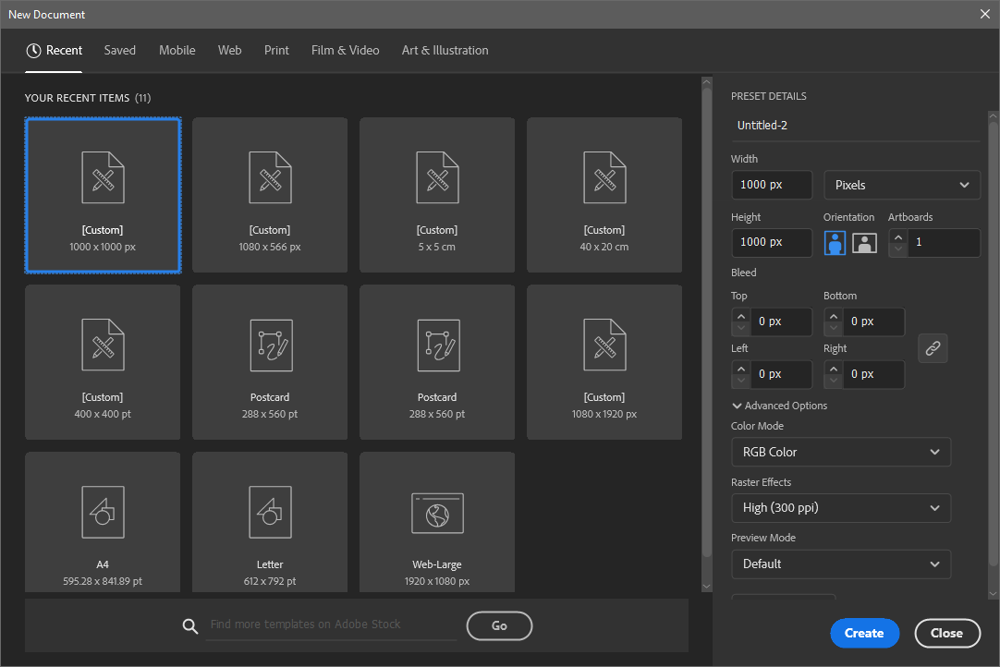 New Document
Recent Saved Mobile Web Print Film & Video Art & Illustration
YOUR RECENT ITEMS (11)
[Custom]
1000 x 1000 px
[Custom]
1080 x 566 px
[Custom]
5 x 5 cm
[Custom]
40 x 20 cm
[Custom]
400 x 400 pt
Postcard
288 x 560 pt
Postcard
288 x 560 pt
[Custom]
1080 x 1920 px
A4
595.28 x 841.89 pt
Letter
612 x 792 pt
Web-Large
1920 x 1080 px
Find more templates on Adobe Stock
Go
PRESET DETAILS
Untitled-2
Width
1000 px Pixels
Height Orientation Artboards
1000 px 1
Bleed
Top Bottom
0 px 0 px
Left Right
0 px 0 px
Advanced Options
Color Mode
RGB Color
Raster Effects
High (300 ppi)
Preview Mode
Default
Create Close